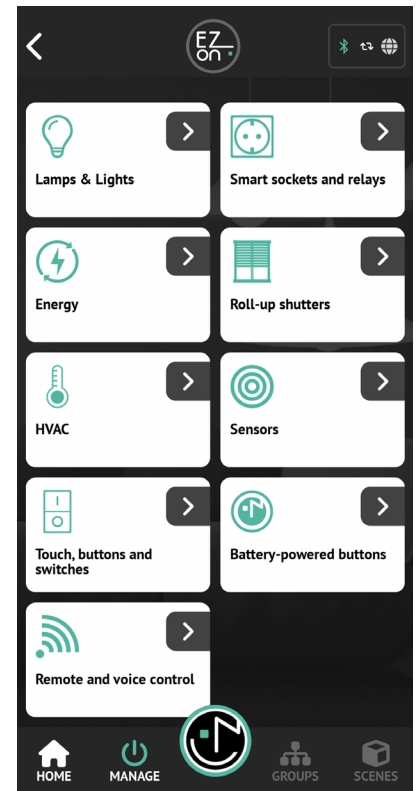 EZ
on
Lamps & Lights
Smart sockets and relays
Energy
Roll-up shutters
HVAC
Sensors
Touch, buttons and
switches
Battery-powered buttons
Remote and voice control
HOME
MANAGE
GROUPS
SCENES